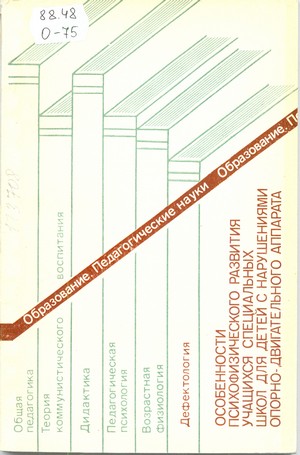 88.48
О-75
Образование. Педагогические науки Образование. Пе
Общая
педагогика
Теория
коммунистического воспитания
Дидактика
Педагогическая
психология
Возрастная
физиология
Дефектология
ОСОБЕННОСТИ
ПСИХОФИЗИЧЕСКОГО РАЗВИТИЯ
УЧАЩИХСЯ СПЕЦИАЛЬНЫХ
ШКОЛ ДЛЯ ДЕТЕЙ С НАРУШЕНИЯМИ
ОПОРНО-ДВИГАТЕЛЬНОГО АППАРАТА